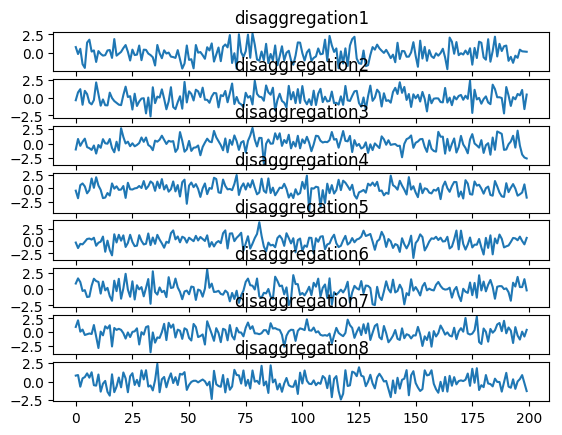 disaggregation1
2.5
0.0
disaggregation2
2.5
0.0
−2.5
disaggregation3
2.5
0.0
−2.5
disaggregation4
2.5
0.0
−2.5
disaggregation5
2.5
0.0
−2.5
disaggregation6
2.5
0.0
−2.5
disaggregation7
2.5
0.0
−2.5
disaggregation8
2.5
0.0
−2.5
0 25 50 75 100 125 150 175 200